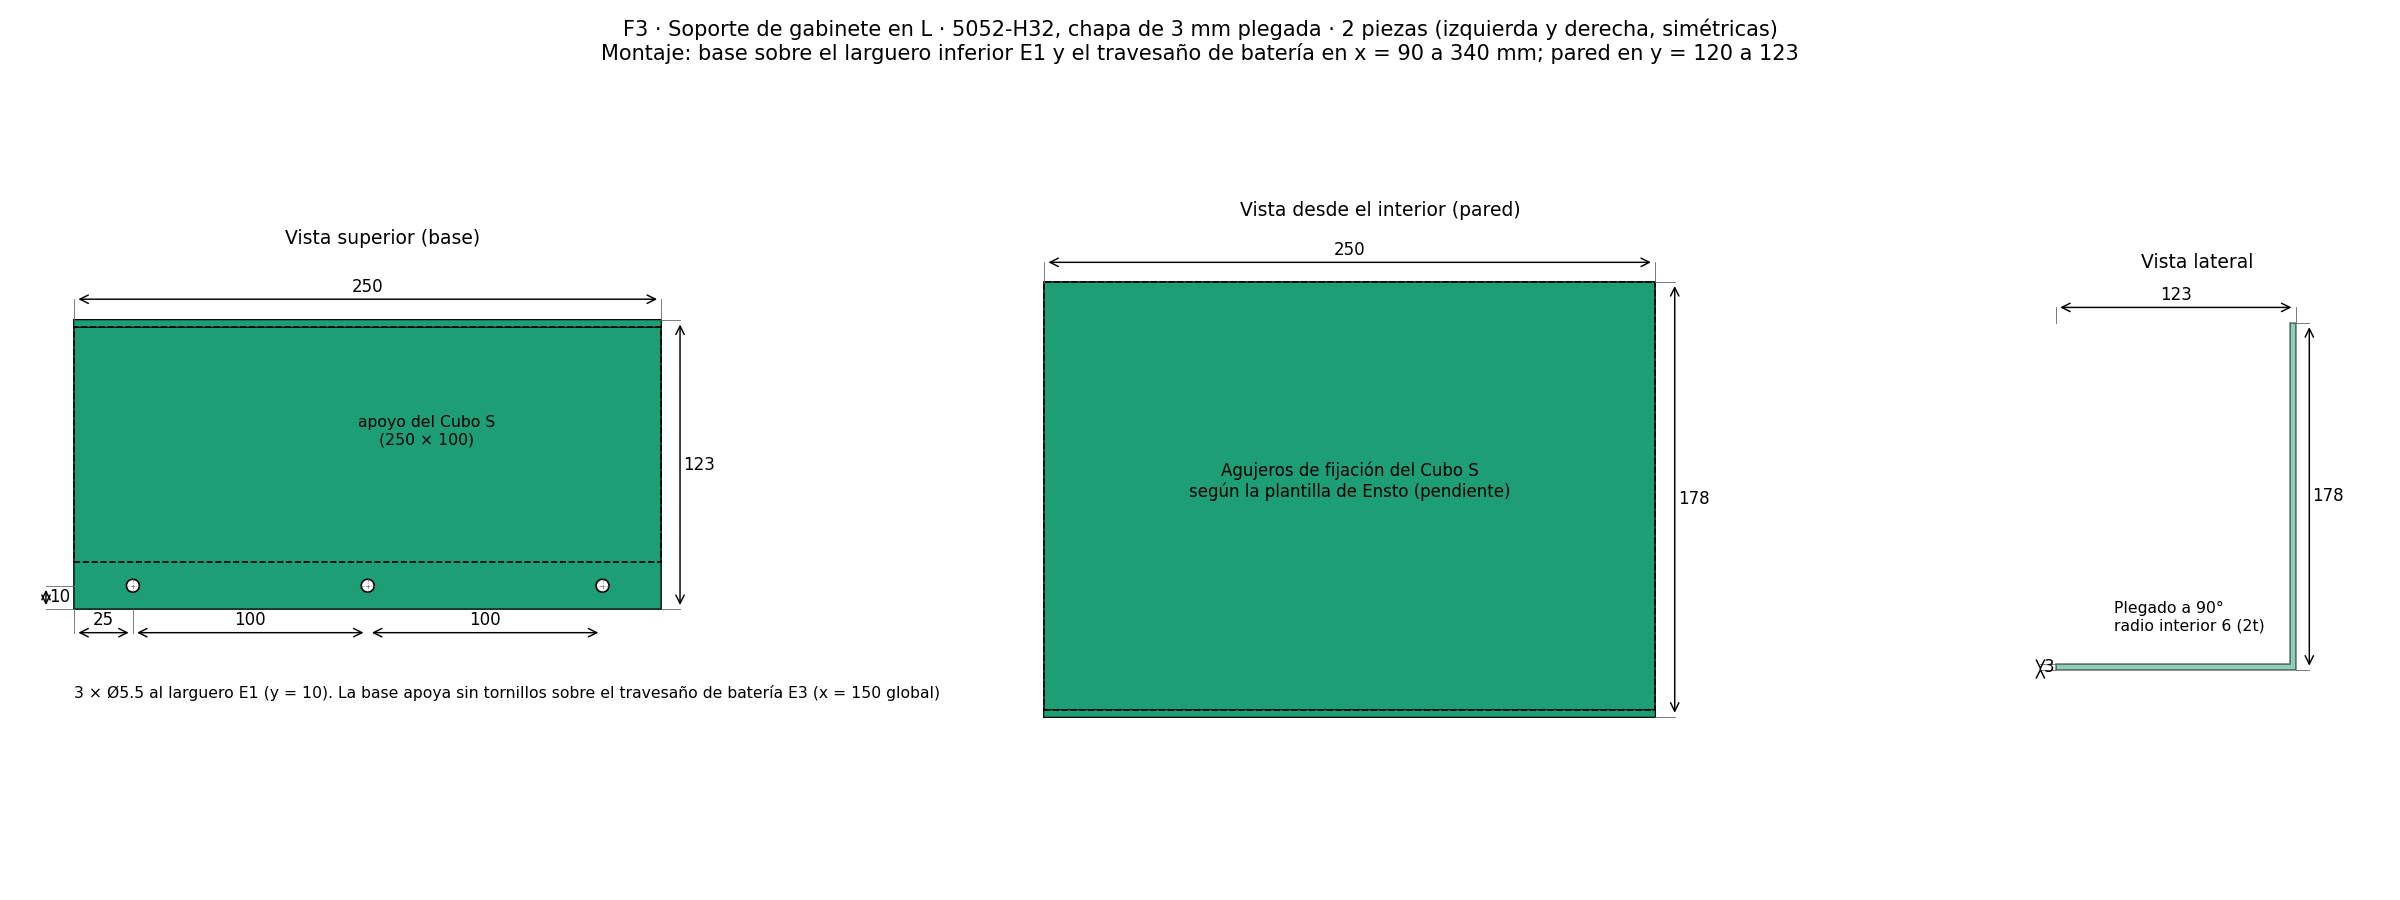 F3 · Soporte de gabinete en L · 5052-H32, chapa de 3 mm plegada · 2 piezas (izquierda y derecha, simétricas)
Montaje: base sobre el larguero inferior E1 y el travesaño de batería en x = 90 a 340 mm; pared en y = 120 a 123
Vista superior (base)
250
apoyo del Cubo S
(250 × 100)
123
10
25
100
100
3 × Ø5.5 al larguero E1 (y = 10). La base apoya sin tornillos sobre el travesaño de batería E3 (x = 150 global)
Vista desde el interior (pared)
250
Agujeros de fijación del Cubo S
según la plantilla de Ensto (pendiente)
178
Vista lateral
123
178
Plegado a 90°
radio interior 6 (2t)
3